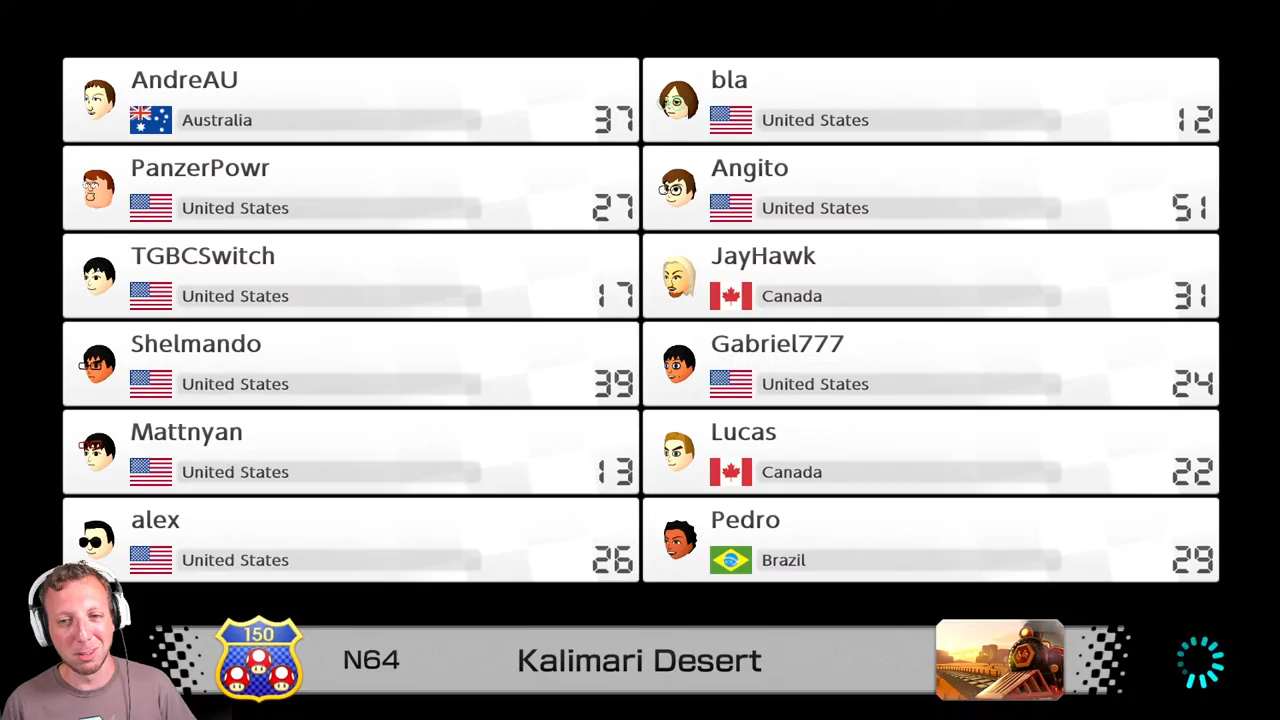 AndreAU
Australia
37
bla
United States
12
PanzerPowr
United States
27
Angito
United States
51
TGBCSwitch
United States
17
JayHawk
Canada
31
Shelmando
United States
39
Gabriel777
United States
24
Mattnyan
United States
13
Lucas
Canada
22
alex
United States
26
Pedro
Brazil
29
150
N64
Kalimari Desert